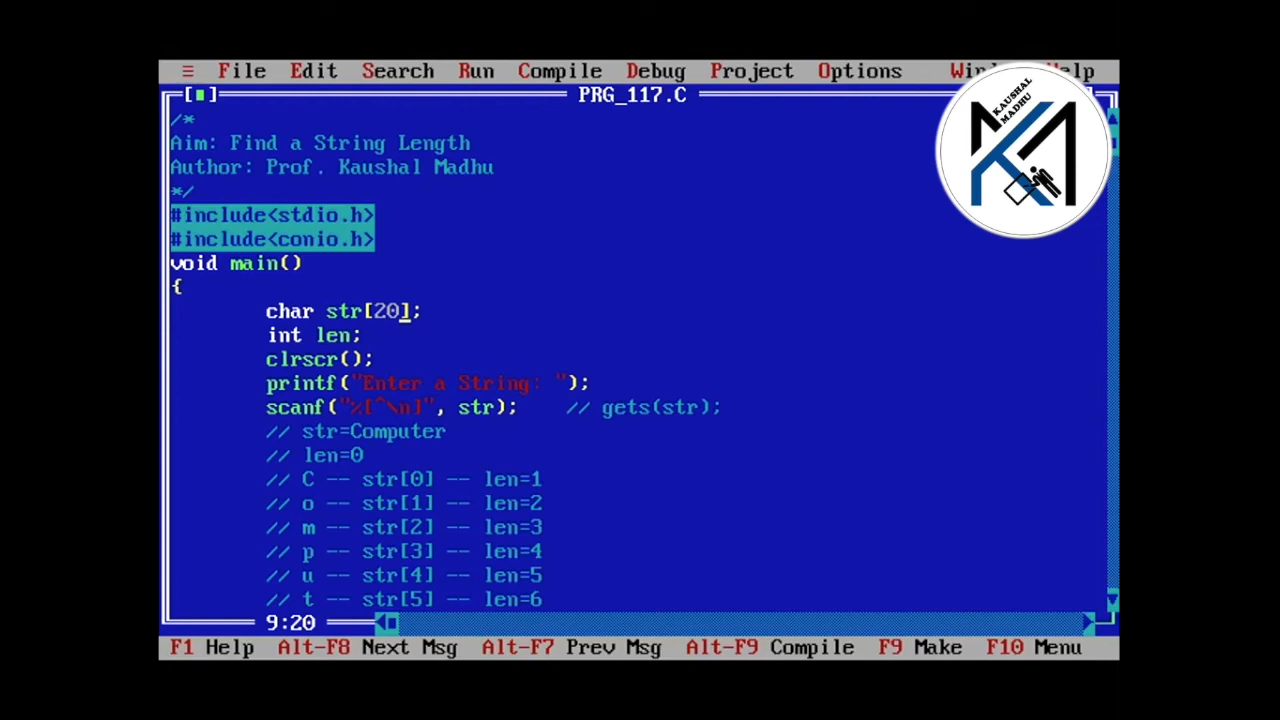 ≡ File Edit Search Run Compile Debug Project Options
KAUSHAL
MADHU
[■] PRG_117.C
/*
Aim: Find a String Length
Author: Prof. Kaushal Madhu
*/
#include<stdio.h>
#include<conio.h>
void main()
{
char str[20];
int len;
clrscr();
printf("Enter a String: ");
scanf("%[^\n]", str); // gets(str);
// str=Computer
// len=0
// C -- str[0] -- len=1
// o -- str[1] -- len=2
// m -- str[2] -- len=3
// p -- str[3] -- len=4
// u -- str[4] -- len=5
// t -- str[5] -- len=6
9:20
F1 Help Alt-F8 Next Msg Alt-F7 Prev Msg Alt-F9 Compile F9 Make F10 Menu